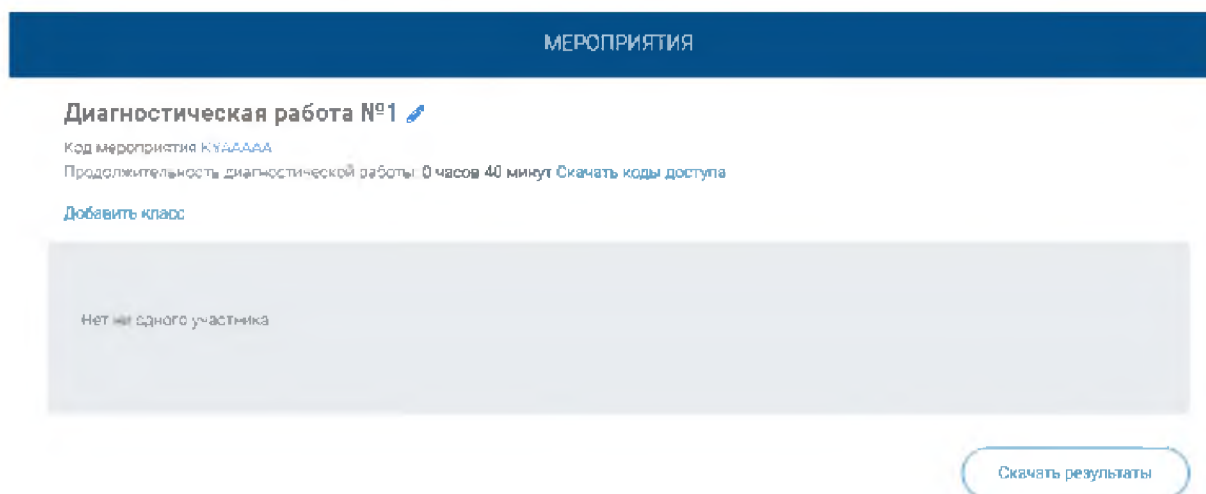 МЕРОПРИЯТИЯ
Диагностическая работа №1
Код мероприятия
Продолжительность диагностической работы: 0 часов 40 минут Скачать коды доступа
Добавить класс
Нет ни одного участника
Скачать результаты